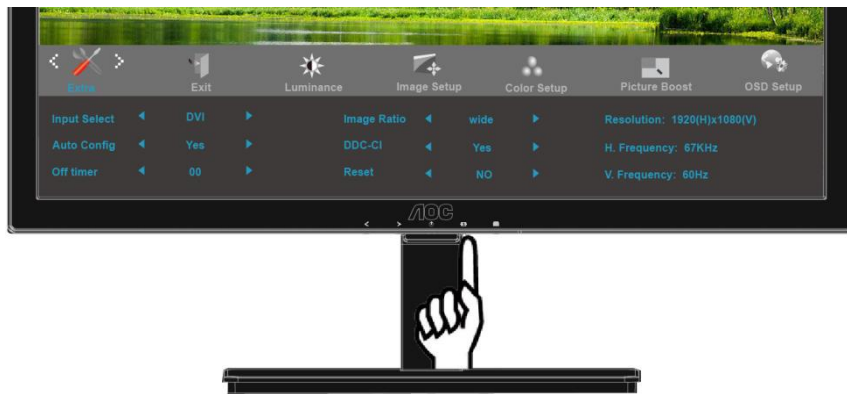 Extra Exit Luminance Image Setup Color Setup Picture Boost OSD Setup
Input Select DVI Image Ratio wide Resolution: 1920(H)x1080(V)
Auto Config Yes DDC-CI Yes H. Frequency: 67KHz
Off timer 00 Reset NO V. Frequency: 60Hz
AOC
< >